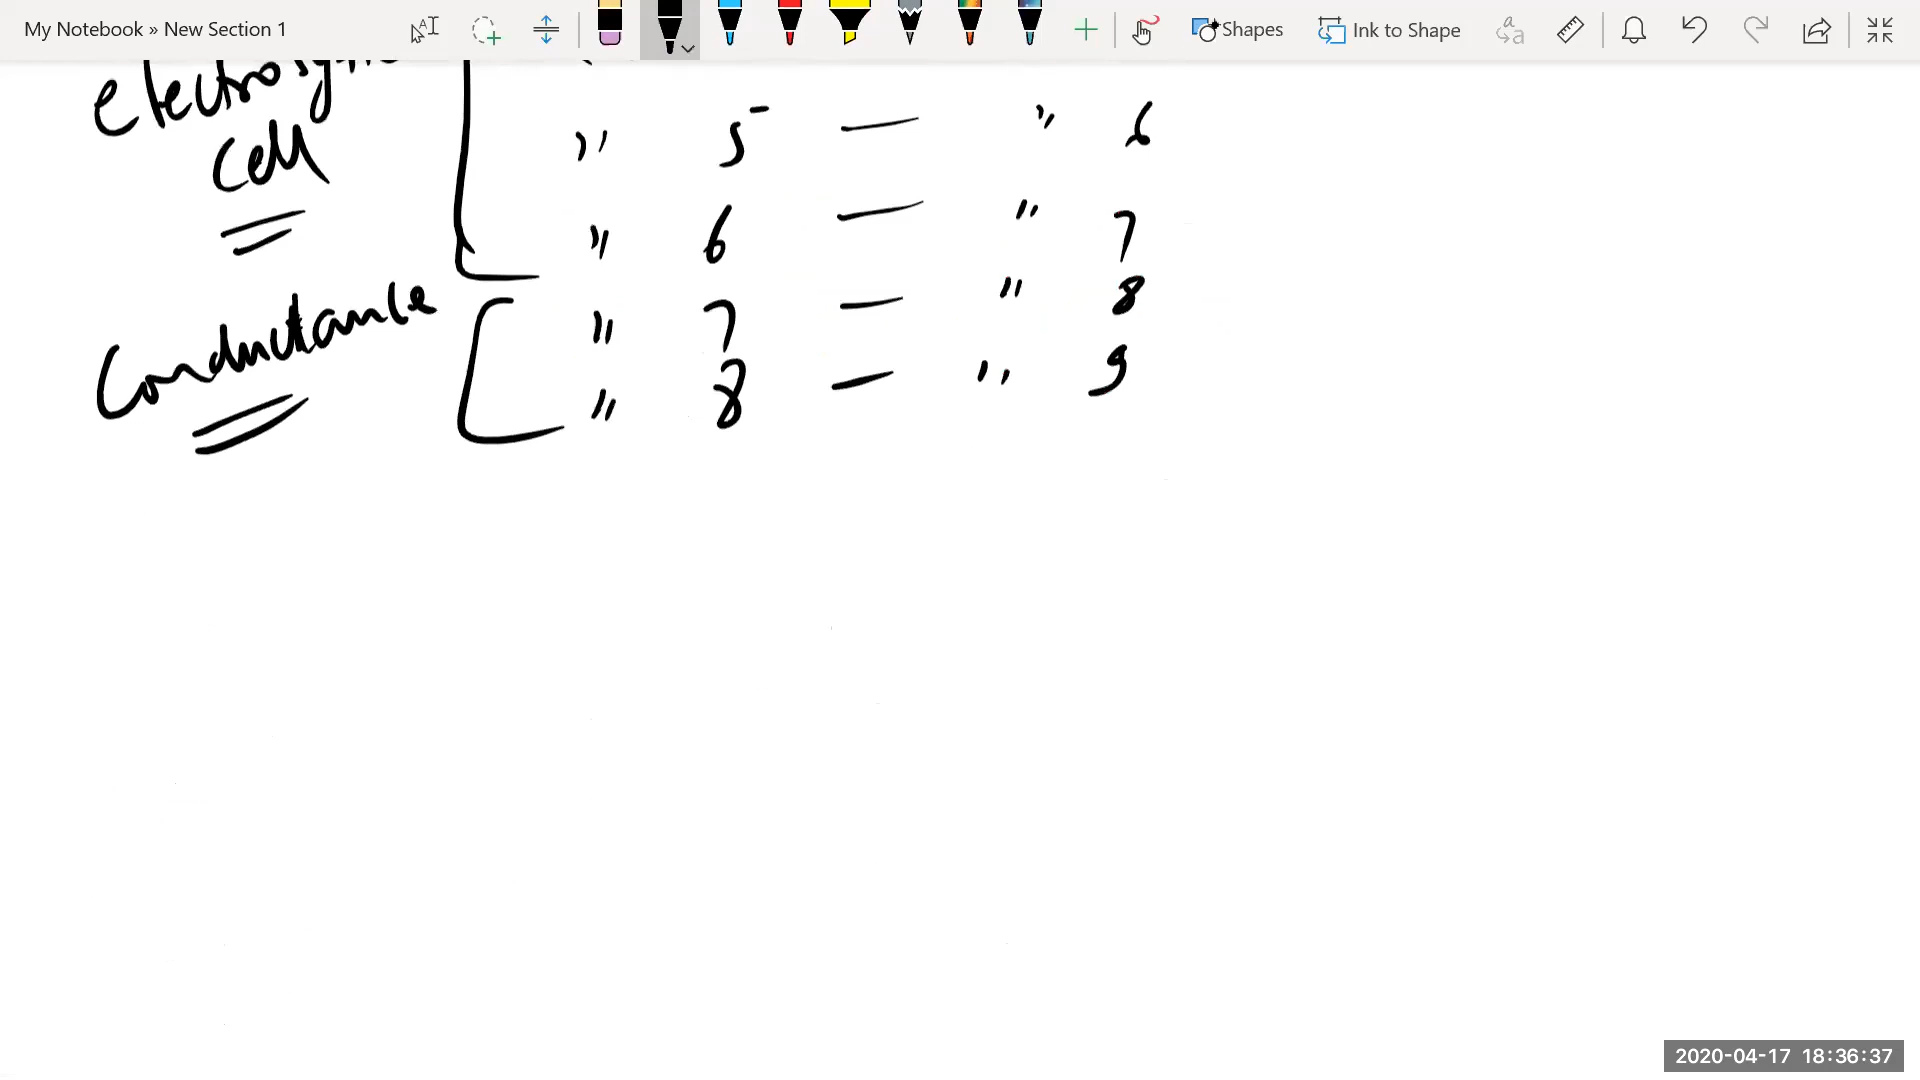 My Notebook » New Section 1
Shapes
Ink to Shape
〃 5 — 〃 6
cell
〃 6 — 〃 7
Conductance
〃 7 — 〃 8
〃 8 — 〃 9
2020-04-17 18:36:37